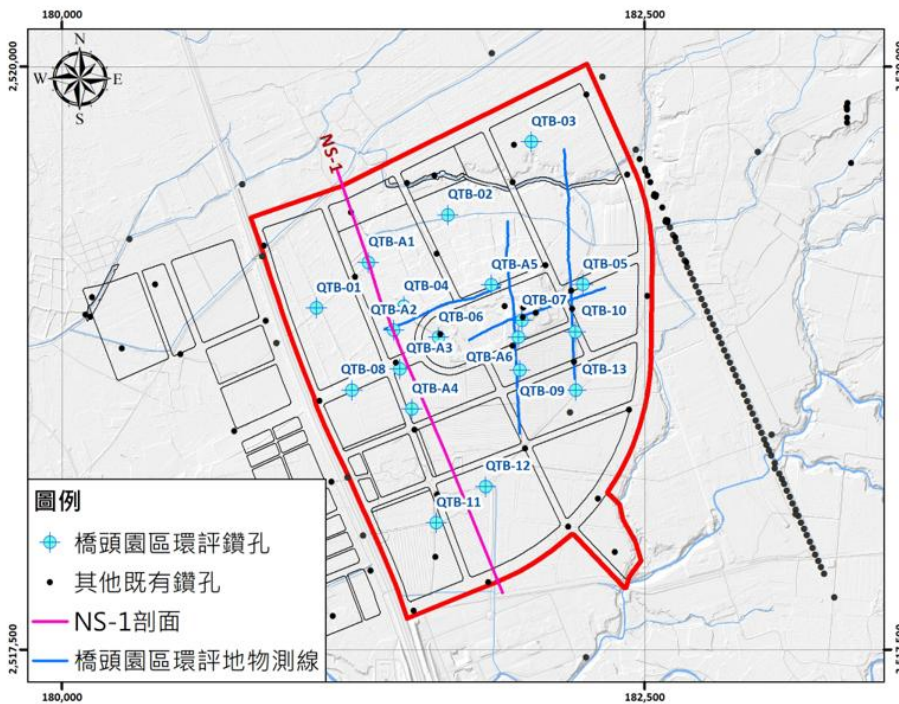 180,000
182,500
2,520,000
N
W
E
S
NS-1
QTB-03
QTB-02
QTB-A1
QTB-A5
QTB-05
QTB-01
QTB-04
QTB-A2
QTB-07
QTB-06
QTB-10
QTB-A3
QTB-A6
QTB-08
QTB-13
QTB-A4
QTB-09
QTB-12
QTB-11
圖例
橋頭園區環評鑽孔
其他既有鑽孔
NS-1剖面
橋頭園區環評地物測線
2,517,500
180,000
182,500